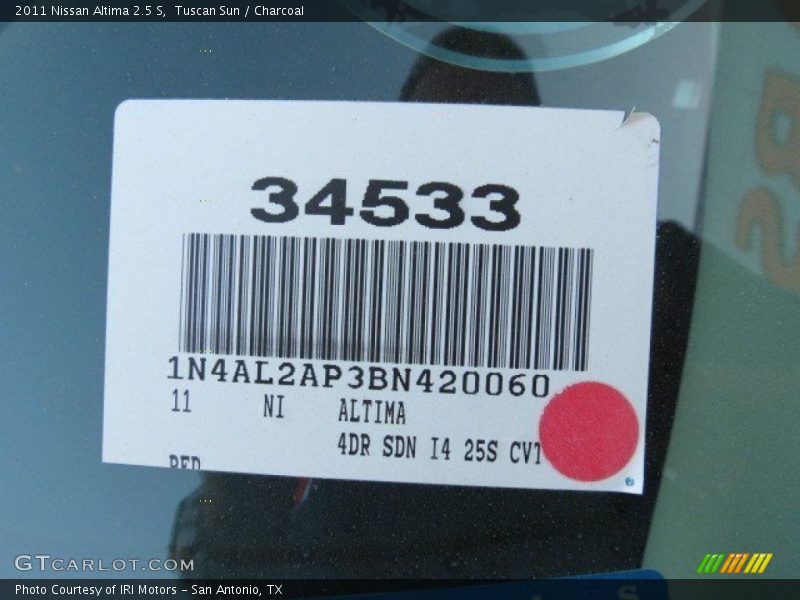 2011 Nissan Altima 2.5 S, Tuscan Sun / Charcoal
34533
1N4AL2AP3BN420060
11 NI ALTIMA
4DR SDN I4 25S CVT
RED
GTCARLOT.COM
Photo Courtesy of IRI Motors – San Antonio, TX